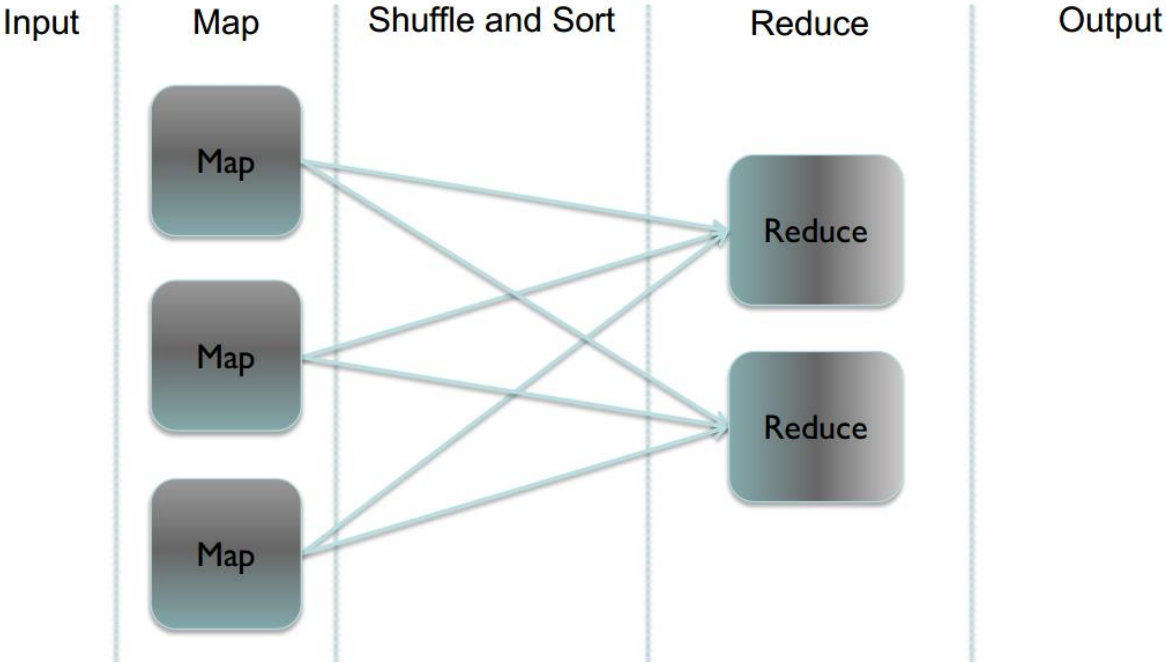 Input
Map
Shuffle and Sort
Reduce
Output
Map
Map
Map
Reduce
Reduce